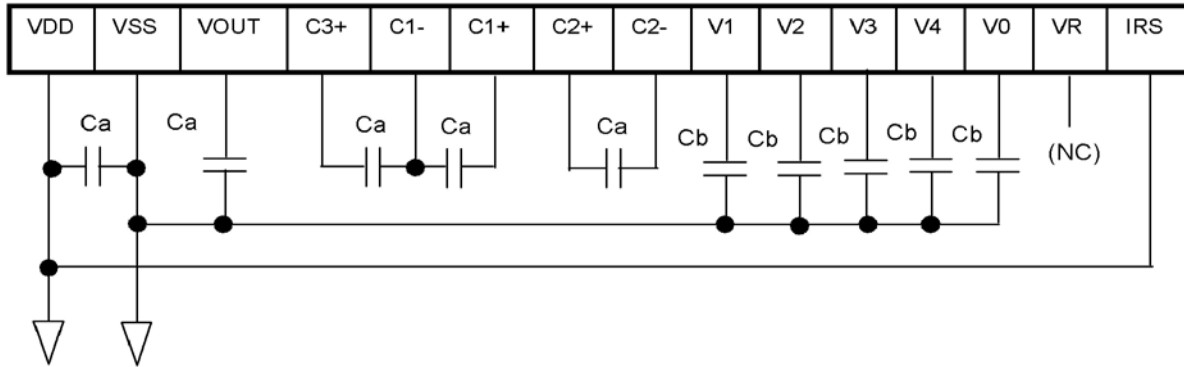 VDD VSS VOUT C3+ C1- C1+ C2+ C2- V1 V2 V3 V4 V0 VR IRS
Ca Ca Ca Ca Ca Cb Cb Cb Cb Cb
(NC)